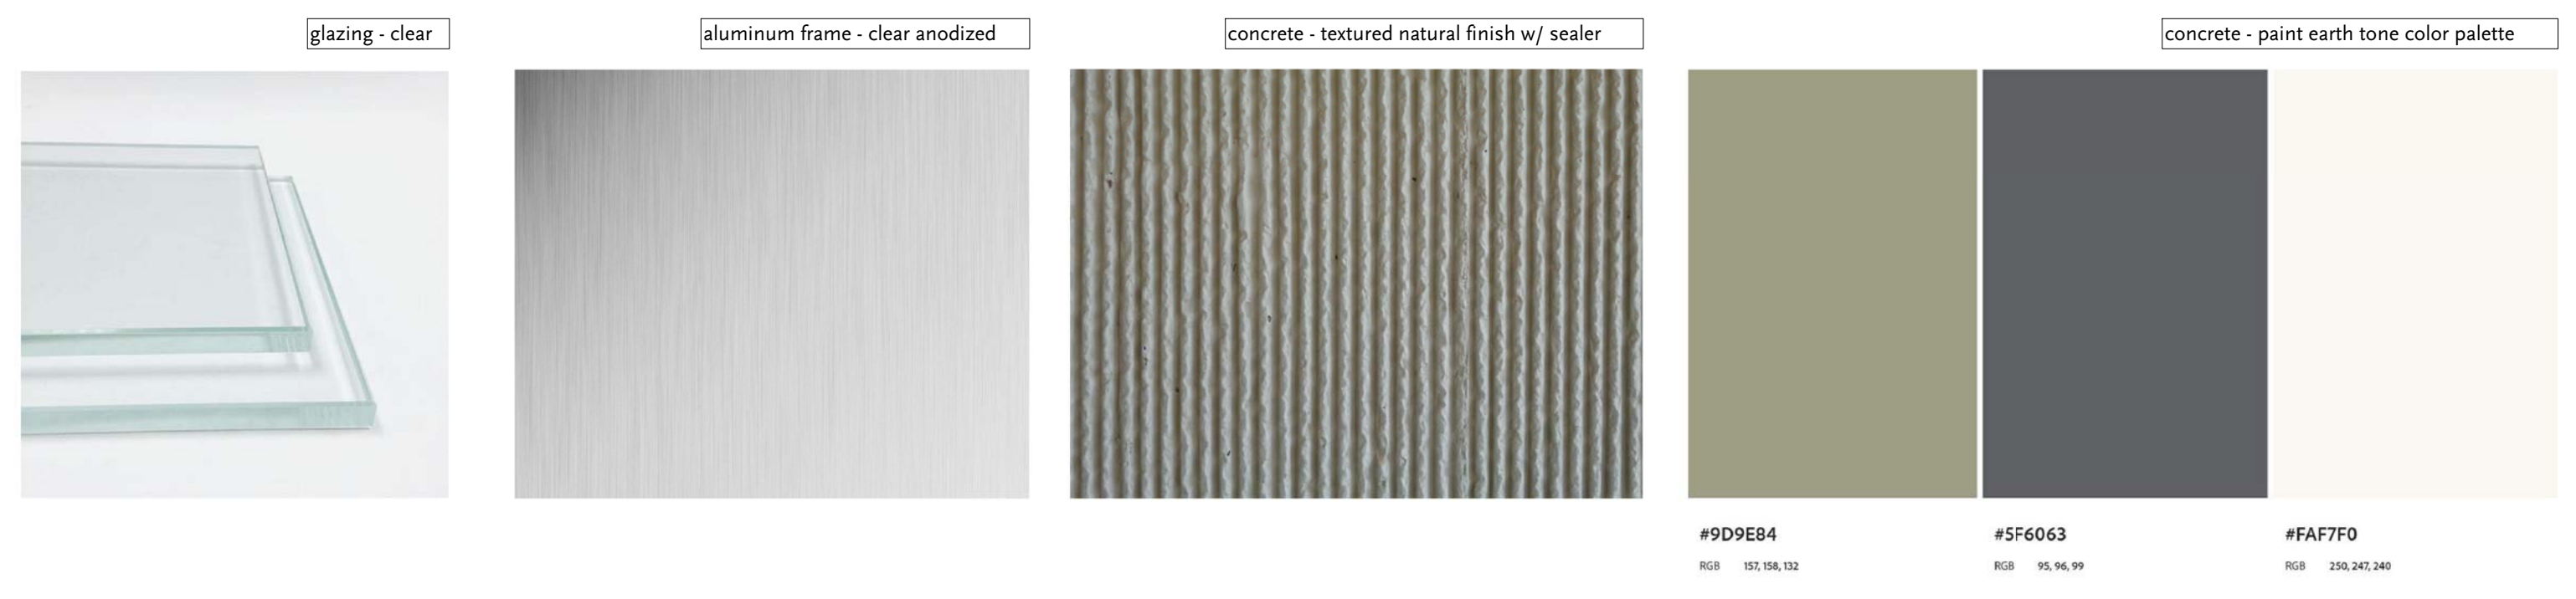 glazing - clear
aluminum frame - clear anodized
concrete - textured natural finish w/ sealer
concrete - paint earth tone color palette
#9D9E84
#5F6063
#FAF7F0
RGB 157, 158, 132
RGB 95, 96, 99
RGB 250, 247, 240